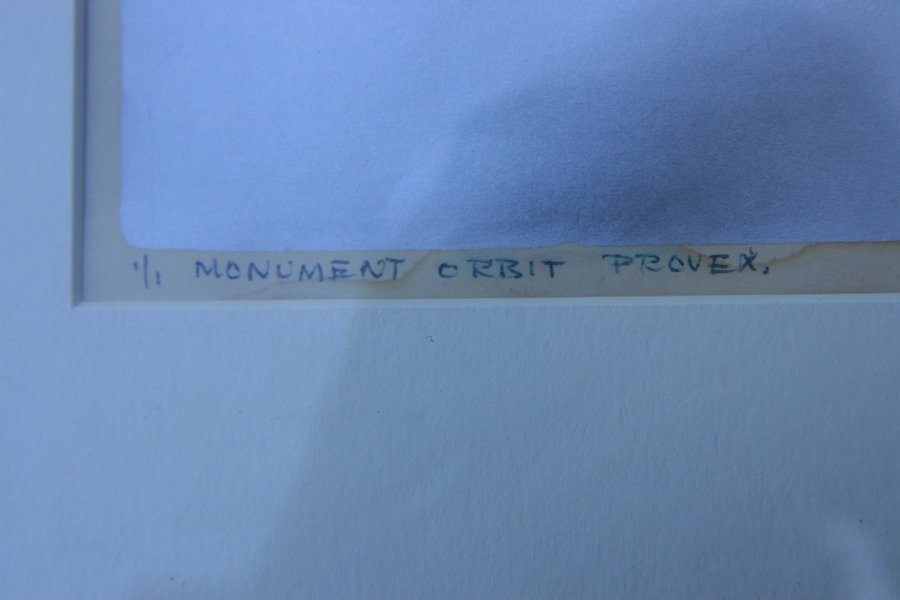 1/1 MONUMENT ORBIT PROVEX.